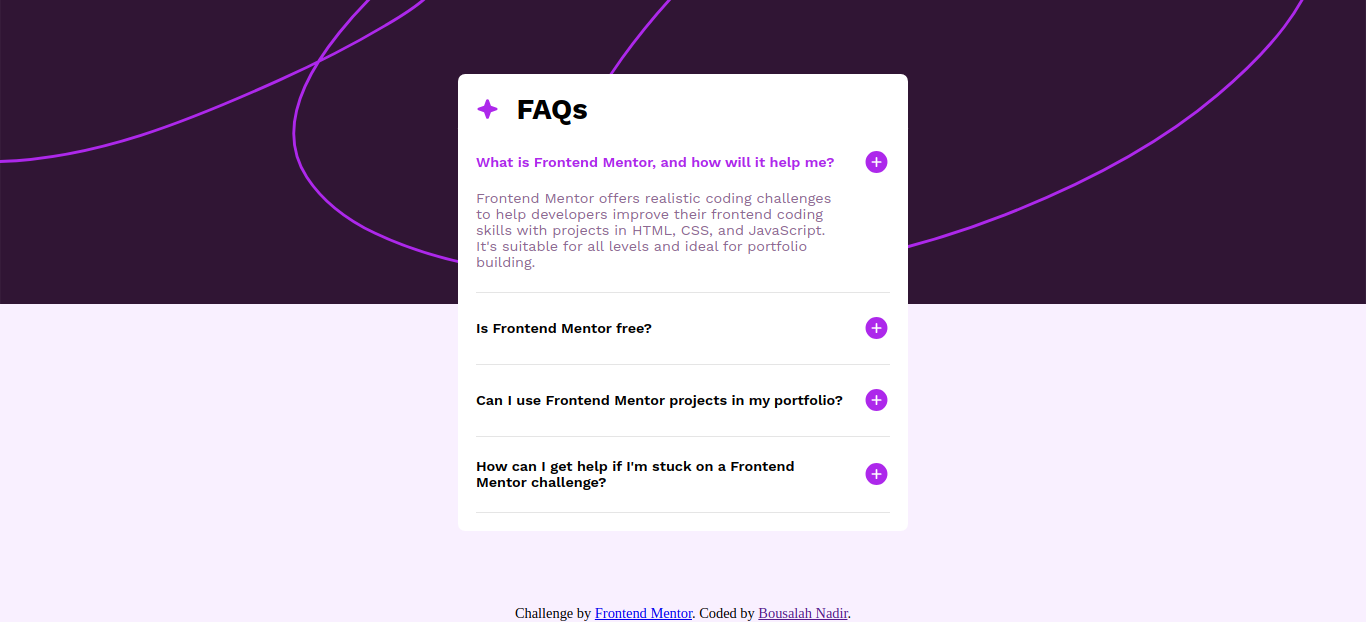 FAQs
What is Frontend Mentor, and how will it help me?
Frontend Mentor offers realistic coding challenges
to help developers improve their frontend coding
skills with projects in HTML, CSS, and JavaScript.
It's suitable for all levels and ideal for portfolio
building.
Is Frontend Mentor free?
Can I use Frontend Mentor projects in my portfolio?
How can I get help if I'm stuck on a Frontend
Mentor challenge?
Challenge by Frontend Mentor. Coded by Bousalah Nadir.